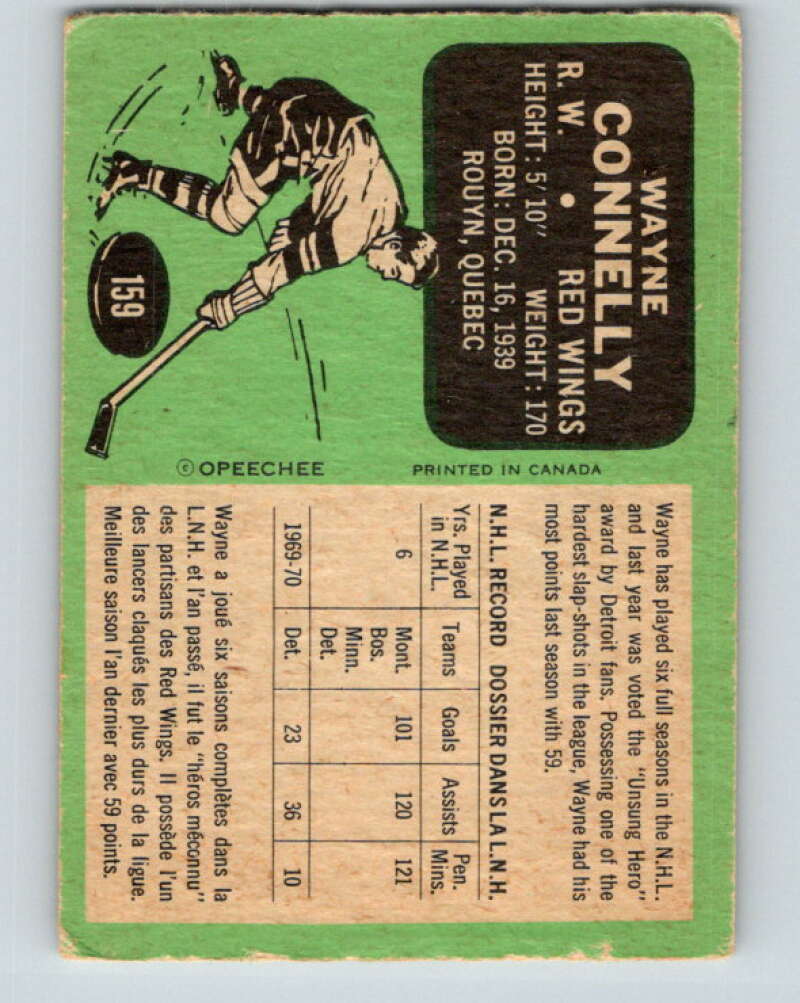 WAYNE
CONNELLY
R. W. • RED WINGS
HEIGHT: 5'10" WEIGHT: 170
BORN: DEC. 16, 1939
ROUYN, QUEBEC
159
© OPEECHEE PRINTED IN CANADA
Wayne has played six full seasons in the N.H.L.
and last year was voted the "Unsung Hero"
award by Detroit fans. Possessing one of the
hardest slap-shots in the league, Wayne had his
most points last season with 59.
N.H.L. RECORD DOSSIER DANS LA L.N.H.
Yrs. Played in N.H.L. Teams Goals Assists Pen. Mins.
6 Mont. 101 120 121
Bos.
Minn.
Det.
1969-70 Det. 23 36 10
Wayne a joué six saisons complètes dans la
L.N.H. et l'an passé, il fut le "héros méconnu"
des partisans des Red Wings. Il possède l'un
des lancers claqués les plus durs de la ligue.
Meilleure saison l'an dernier avec 59 points.